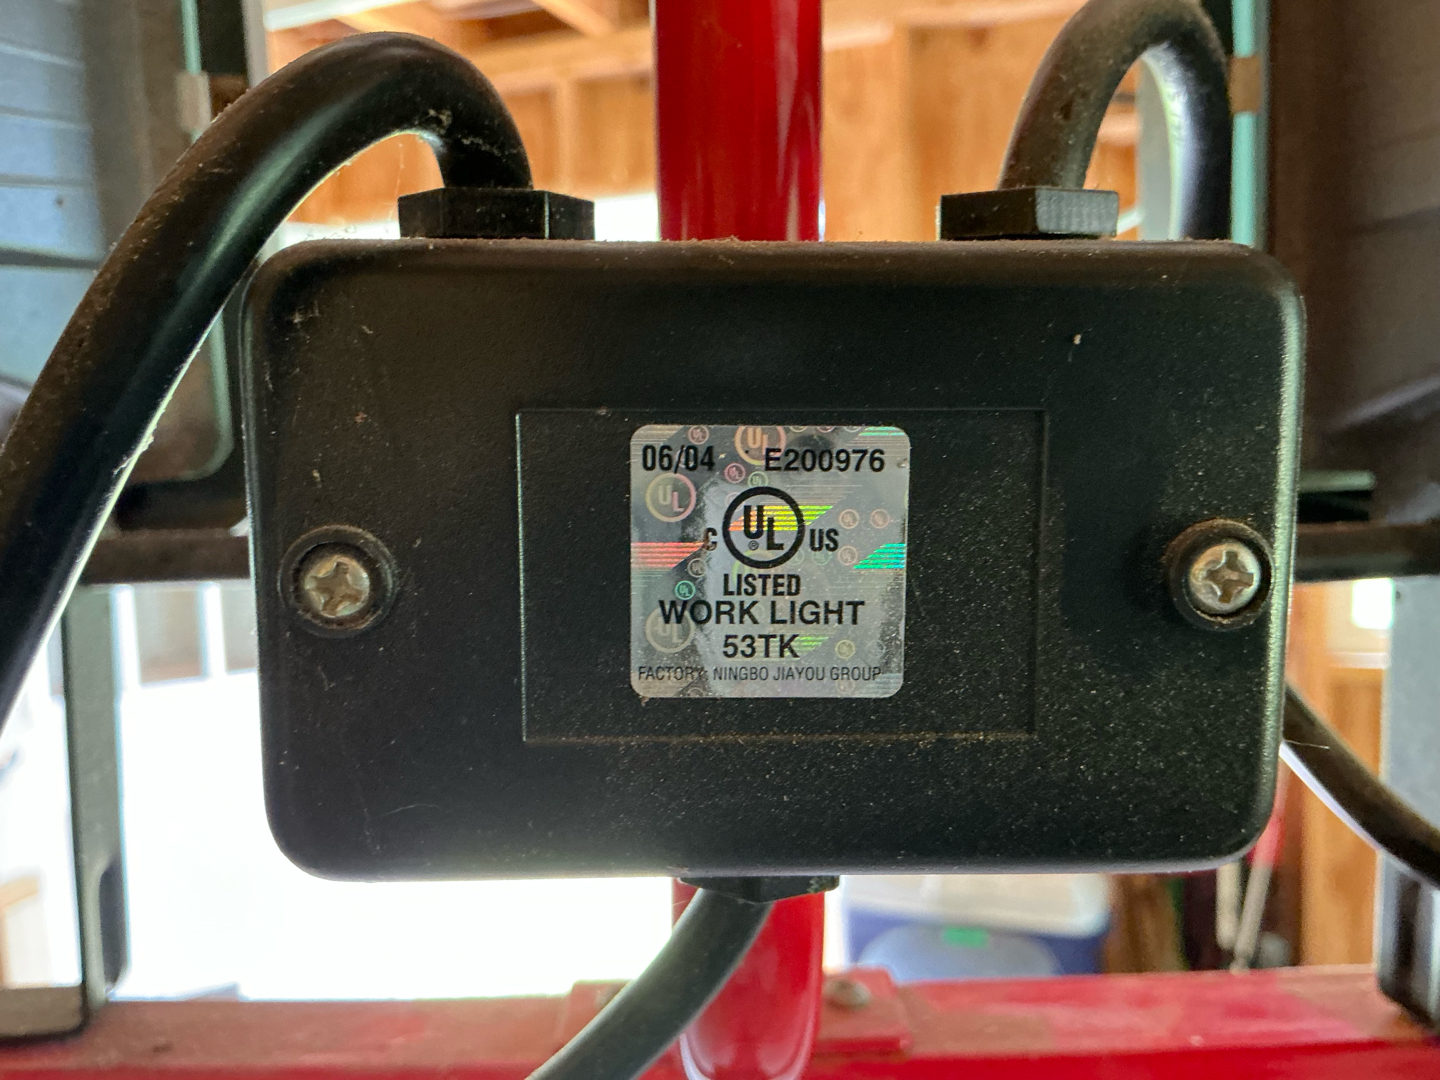 06/04 E200976
C UL ® US
LISTED
WORK LIGHT
53TK
FACTORY: NINGBO JIAYOU GROUP